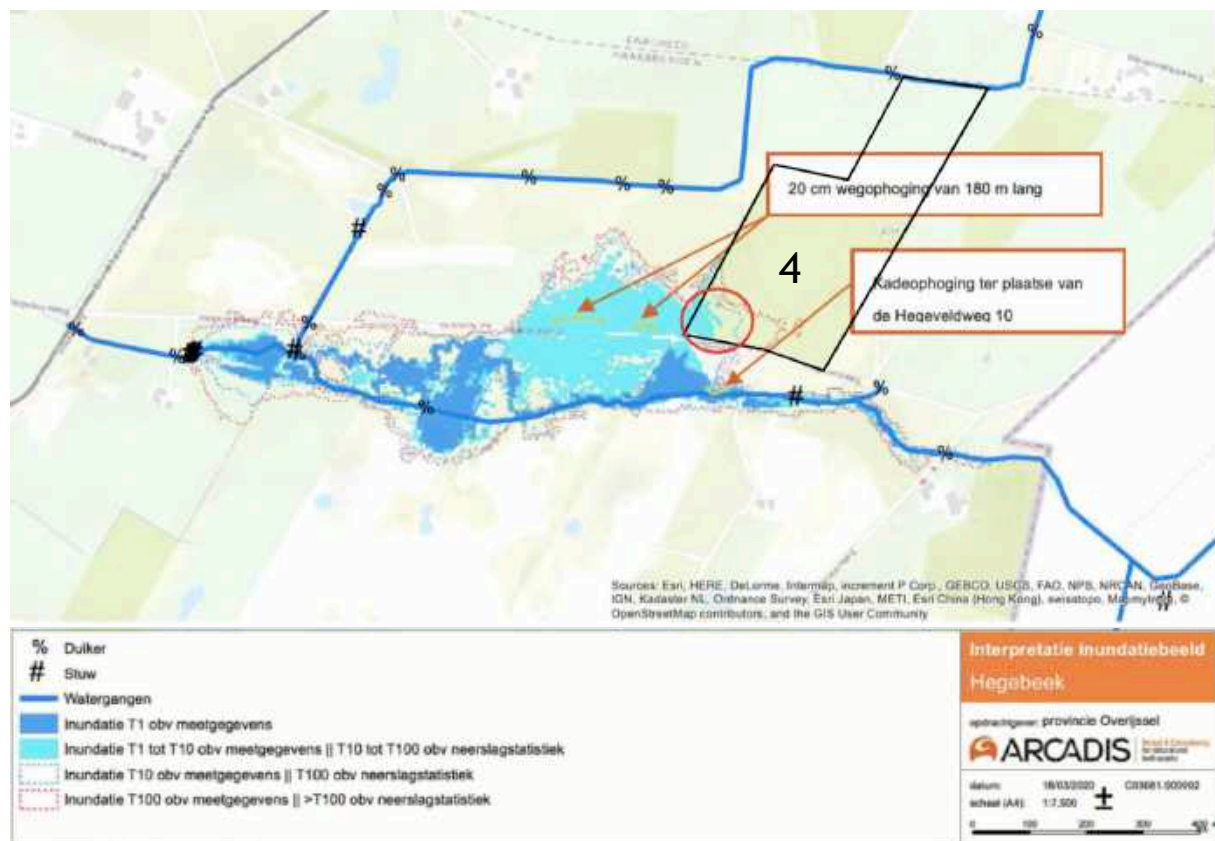 ENSCHEDE
HAAKSBERGEN
20 cm wegophoging van 180 m lang
4
Kadeophoging ter plaatse van
de Hegeveldweg 10
Sources: Esri, HERE, DeLorme, Intermap, increment P Corp., GEBCO, USGS, FAO, NPS, NRCAN, GeoBase,
IGN, Kadaster NL, Ordnance Survey, Esri Japan, METI, Esri China (Hong Kong), swisstopo, MapmyIndia, ©
OpenStreetMap contributors, and the GIS User Community
% Duiker
# Stuw
Watergangen
Inundatie T1 obv meetgegevens
Inundatie T1 tot T10 obv meetgegevens || T10 tot T100 obv neerslagstatistiek
Inundatie T10 obv meetgegevens || T100 obv neerslagstatistiek
Inundatie T100 obv meetgegevens || >T100 obv neerslagstatistiek
Interpretatie Inundatiebeeld
Hegebeek
opdrachtgever: provincie Overijssel
ARCADIS
datum: 18/03/2020
schaal (A4): 1:7.500
0 100 200 300 400